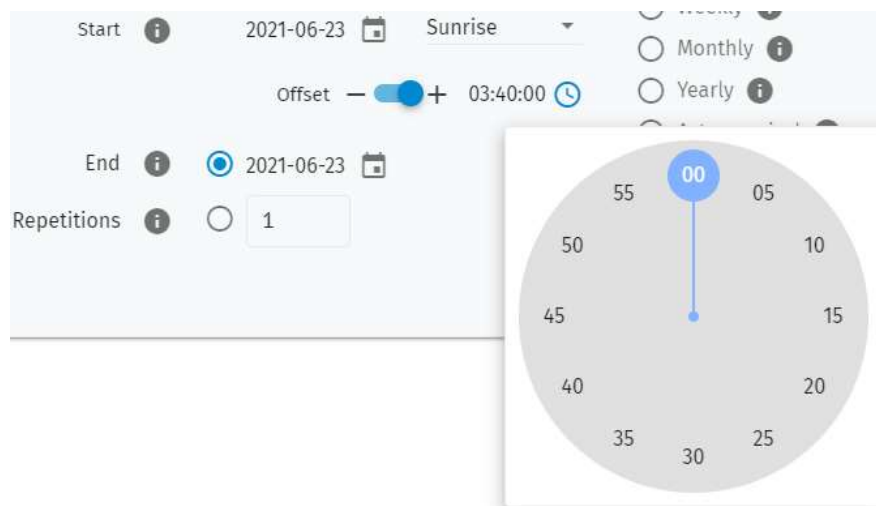 Weekly
Start 2021-06-23 Sunrise
Monthly
Offset − + 03:40:00
Yearly
End 2021-06-23
Repetitions 1
00
55 05
50 10
45 15
40 20
35 25
30